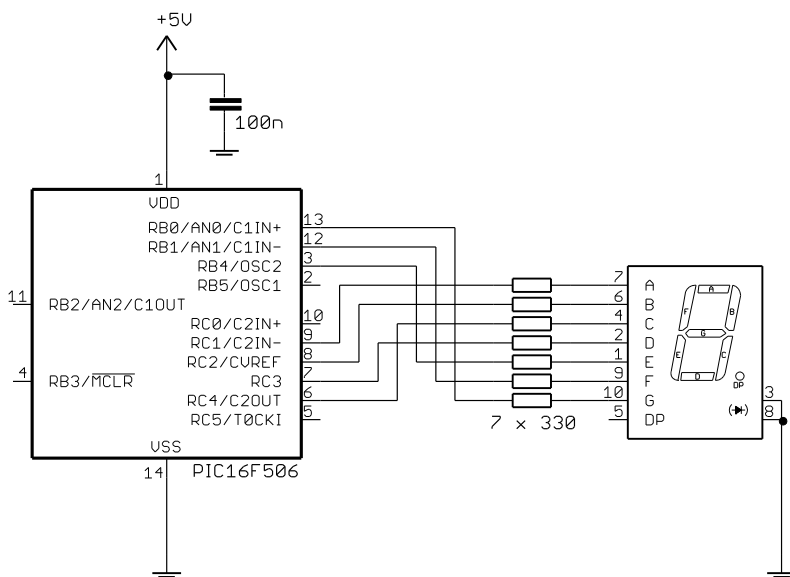 +5V
100n
1
VDD
RB0/AN0/C1IN+ 13
RB1/AN1/C1IN- 12
RB4/OSC2 3
RB5/OSC1 2
11 RB2/AN2/C1OUT
RC0/C2IN+ 10
RC1/C2IN- 9
RC2/CVREF 8
4 RB3/MCLR
RC3 7
RC4/C2OUT 6
RC5/T0CKI 5
VSS
14
PIC16F506
7 x 330
7 A
6 B
4 C
2 D
1 E
9 F
10 G
5 DP
A
F B
G
E C
D
DP
3
8